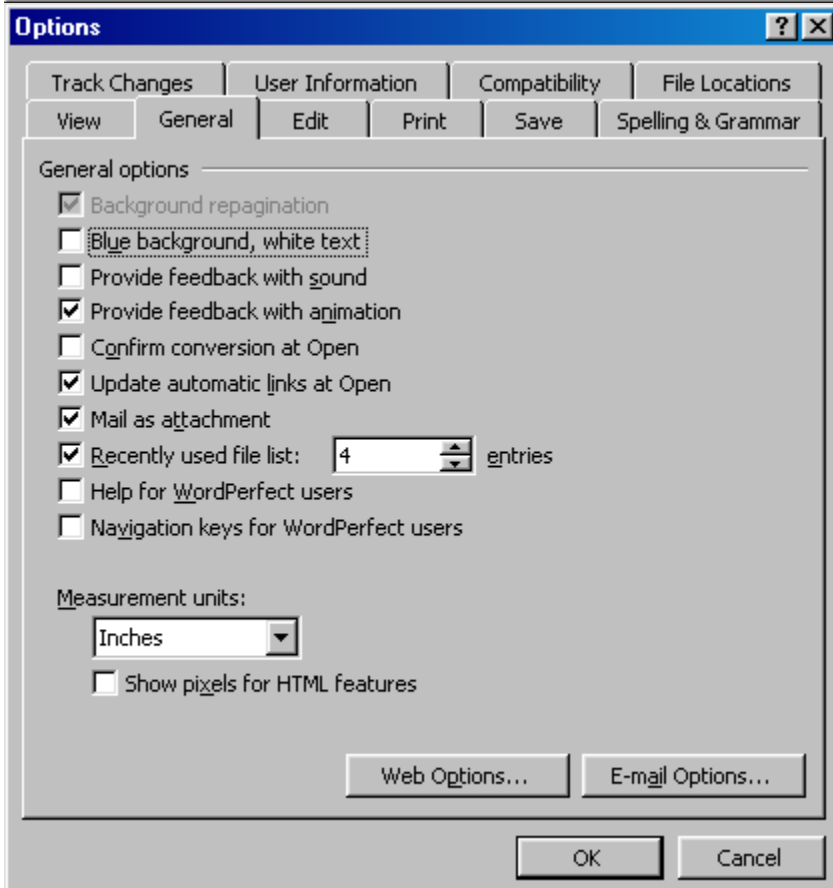 Options
Track Changes User Information Compatibility File Locations
View General Edit Print Save Spelling & Grammar
General options
Background repagination
Blue background, white text
Provide feedback with sound
Provide feedback with animation
Confirm conversion at Open
Update automatic links at Open
Mail as attachment
Recently used file list: 4 entries
Help for WordPerfect users
Navigation keys for WordPerfect users
Measurement units:
Inches
Show pixels for HTML features
Web Options... E-mail Options...
OK Cancel